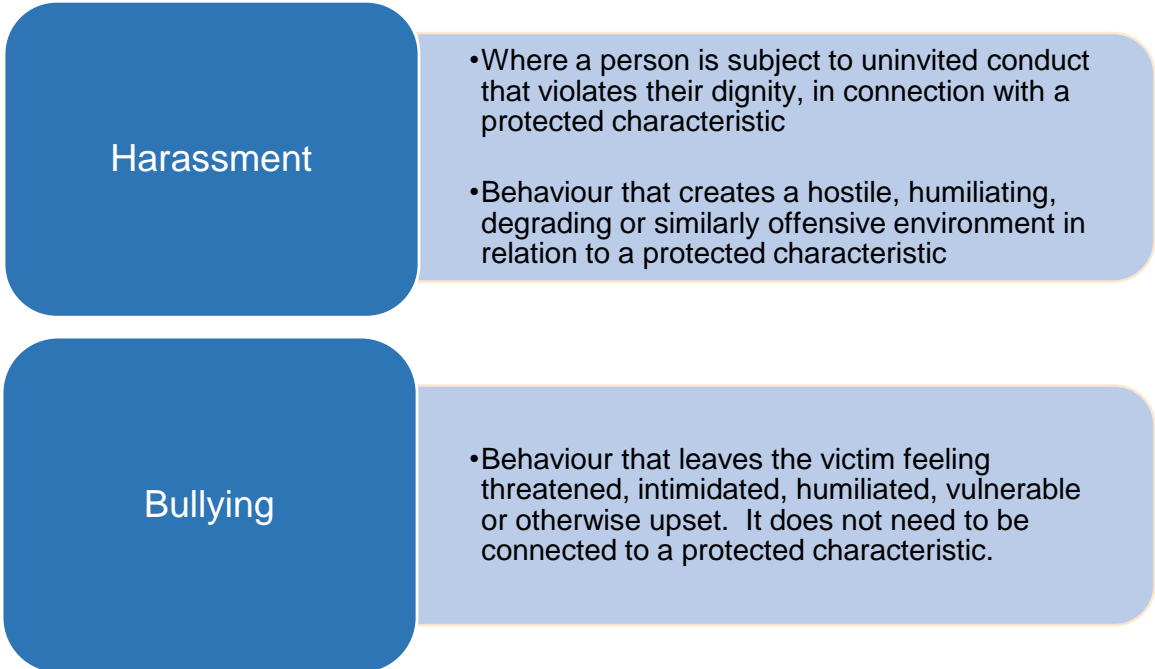 Harassment
•Where a person is subject to uninvited conduct
that violates their dignity, in connection with a
protected characteristic
•Behaviour that creates a hostile, humiliating,
degrading or similarly offensive environment in
relation to a protected characteristic
Bullying
•Behaviour that leaves the victim feeling
threatened, intimidated, humiliated, vulnerable
or otherwise upset.  It does not need to be
connected to a protected characteristic.